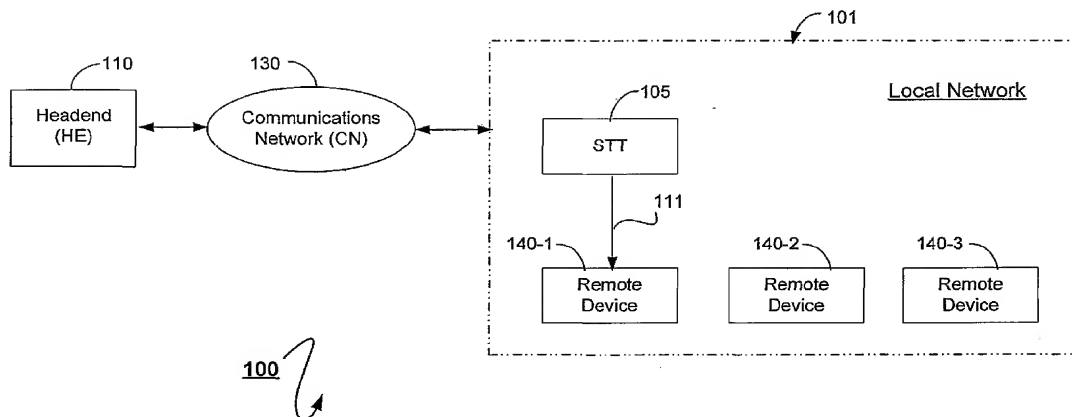 101
110
130
Headend
(HE)
Communications
Network (CN)
105
Local Network
STT
111
140-1
140-2
140-3
Remote
Device
Remote
Device
Remote
Device
100